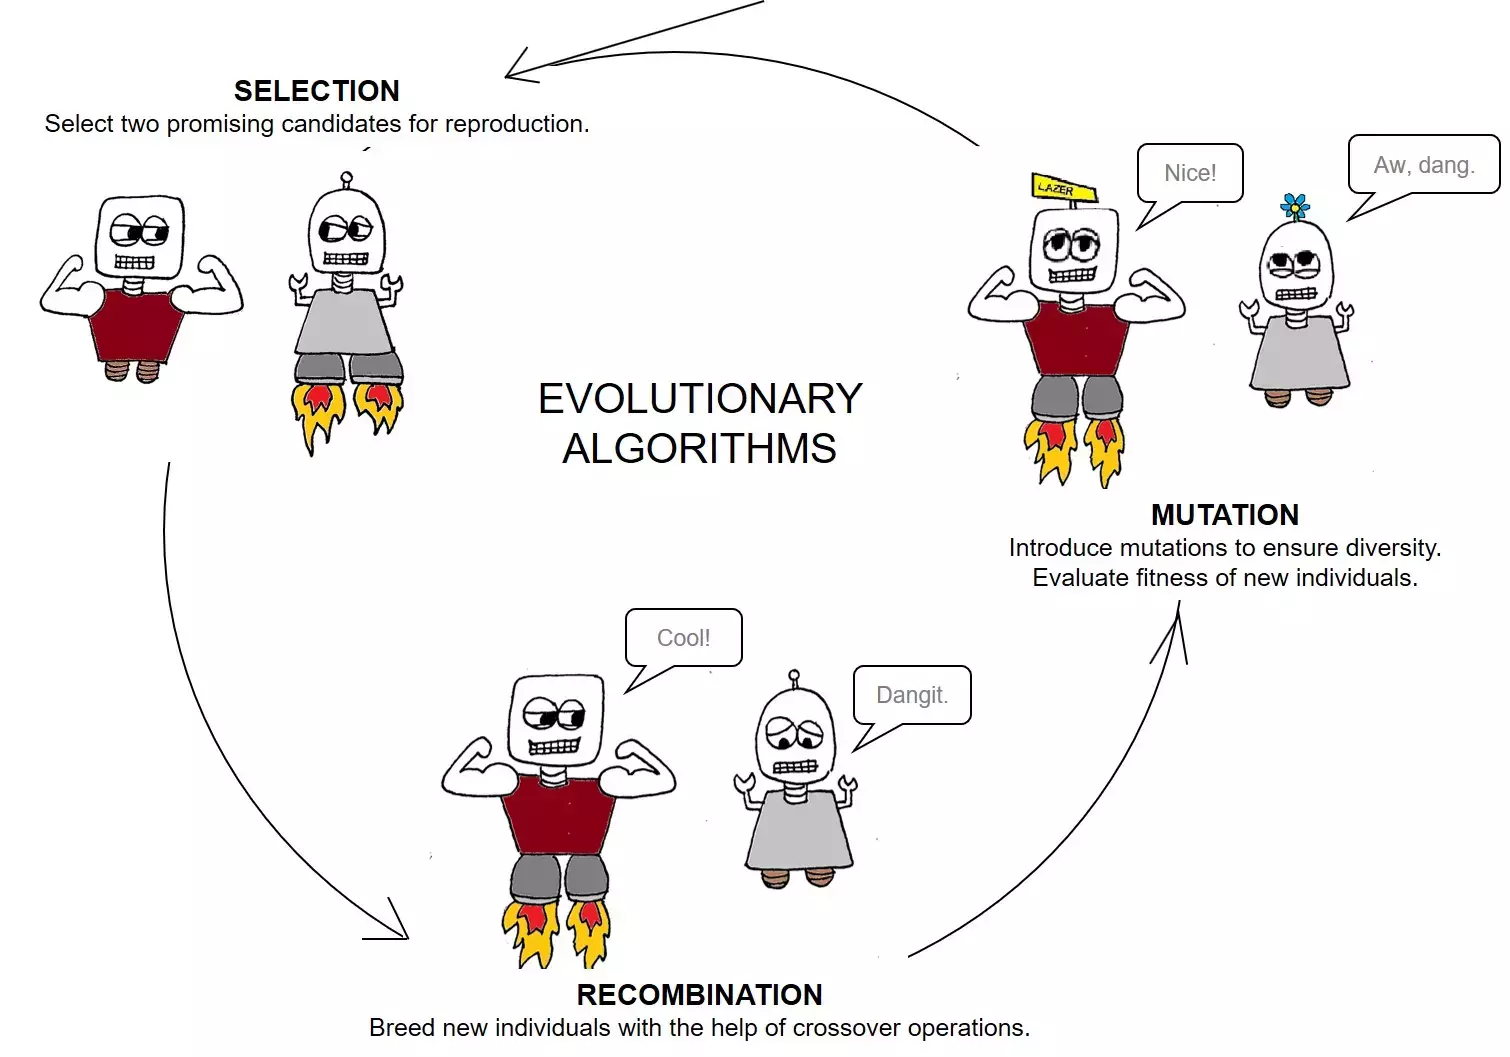 SELECTION
Select two promising candidates for reproduction.
Nice!
Aw, dang.
LAZER
EVOLUTIONARY
ALGORITHMS
MUTATION
Introduce mutations to ensure diversity.
Evaluate fitness of new individuals.
Cool!
Dangit.
RECOMBINATION
Breed new individuals with the help of crossover operations.